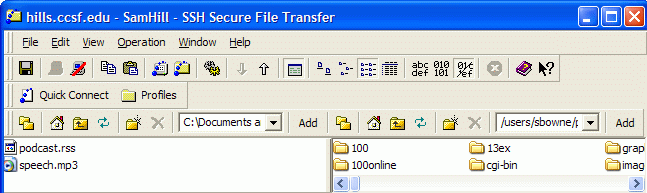 hills.ccsf.edu - SamHill - SSH Secure File Transfer
File Edit View Operation Window Help
abc def 010 101 010 c/f
Quick Connect Profiles
C:\Documents a Add /users/sbowne/p Add
podcast.rss 100 13ex grap
speech.mp3 100online cgi-bin imag